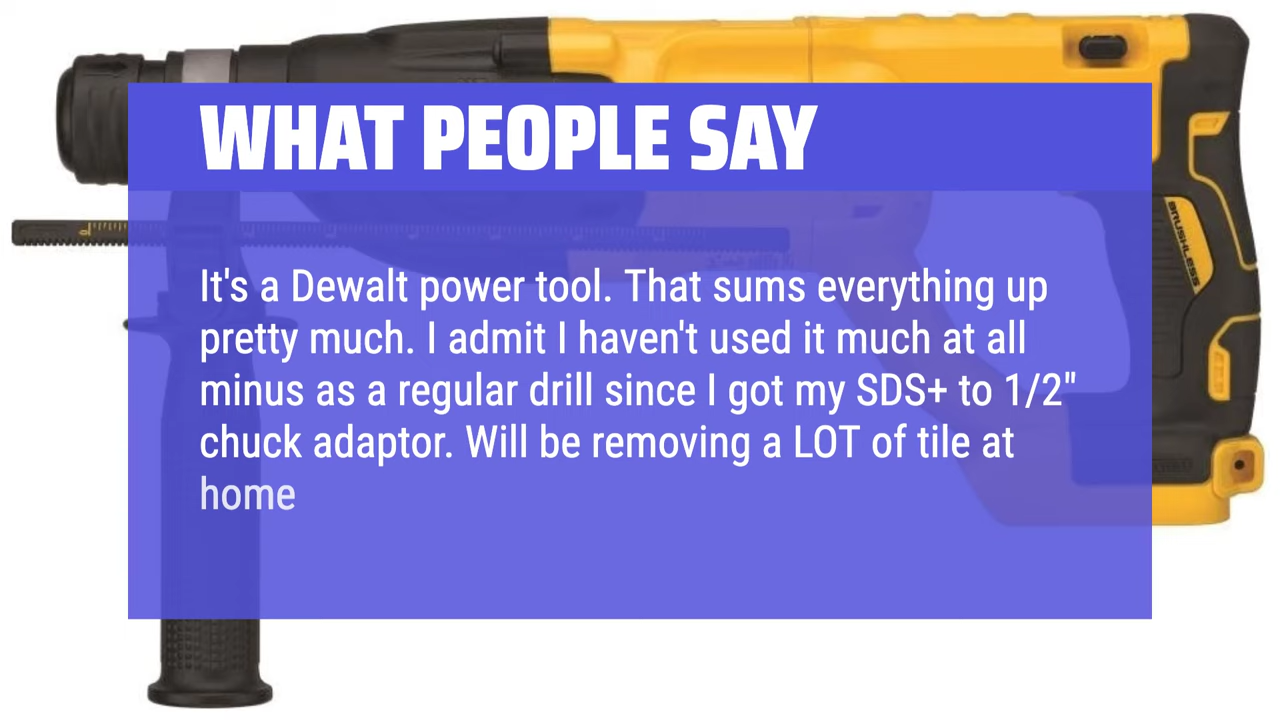 WHAT PEOPLE SAY
It's a Dewalt power tool. That sums everything up
pretty much. I admit I haven't used it much at all
minus as a regular drill since I got my SDS+ to 1/2"
chuck adaptor. Will be removing a LOT of tile at
home
BRUSHLESS